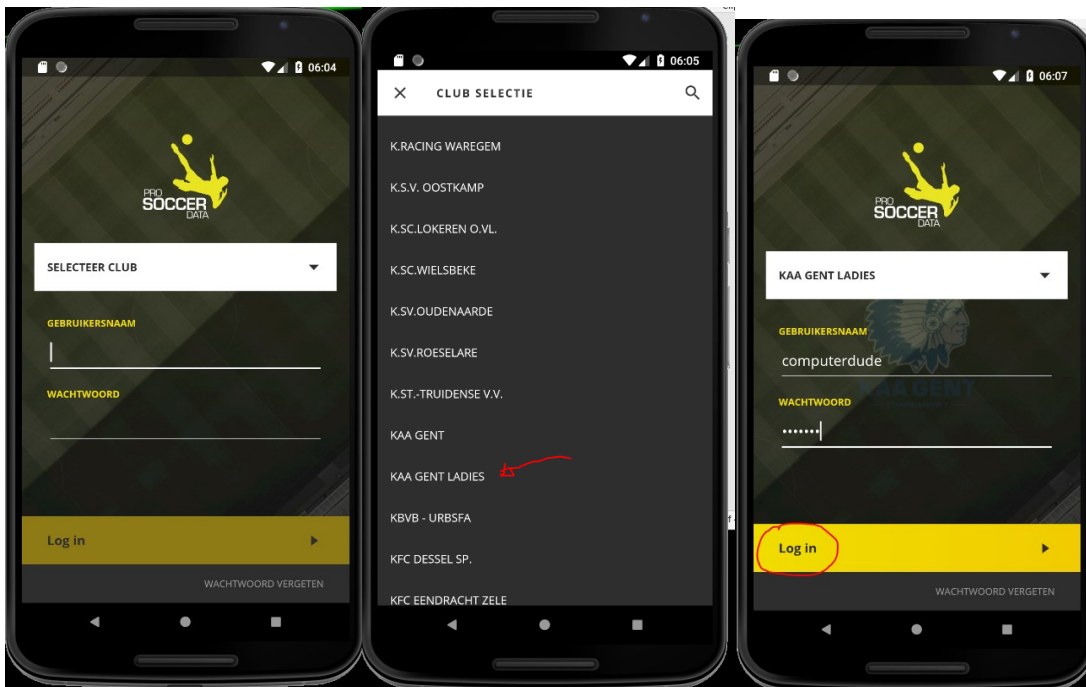 06:04
PRO
SOCCER
DATA
SELECTEER CLUB
GEBRUIKERSNAAM
WACHTWOORD
Log in
WACHTWOORD VERGETEN
06:05
CLUB SELECTIE
K.RACING WAREGEM
K.S.V. OOSTKAMP
K.SC.LOKEREN O.VL.
K.SC.WIELSBEKE
K.SV.OUDENAARDE
K.SV.ROESELARE
K.ST.-TRUIDENSE V.V.
KAA GENT
KAA GENT LADIES
KBVB - URBSFA
KFC DESSEL SP.
KFC EENDRACHT ZELE
06:07
PRO
SOCCER
DATA
KAA GENT LADIES
GEBRUIKERSNAAM
computerdude
KAA GENT
WACHTWOORD
•••••••
Log in
WACHTWOORD VERGETEN